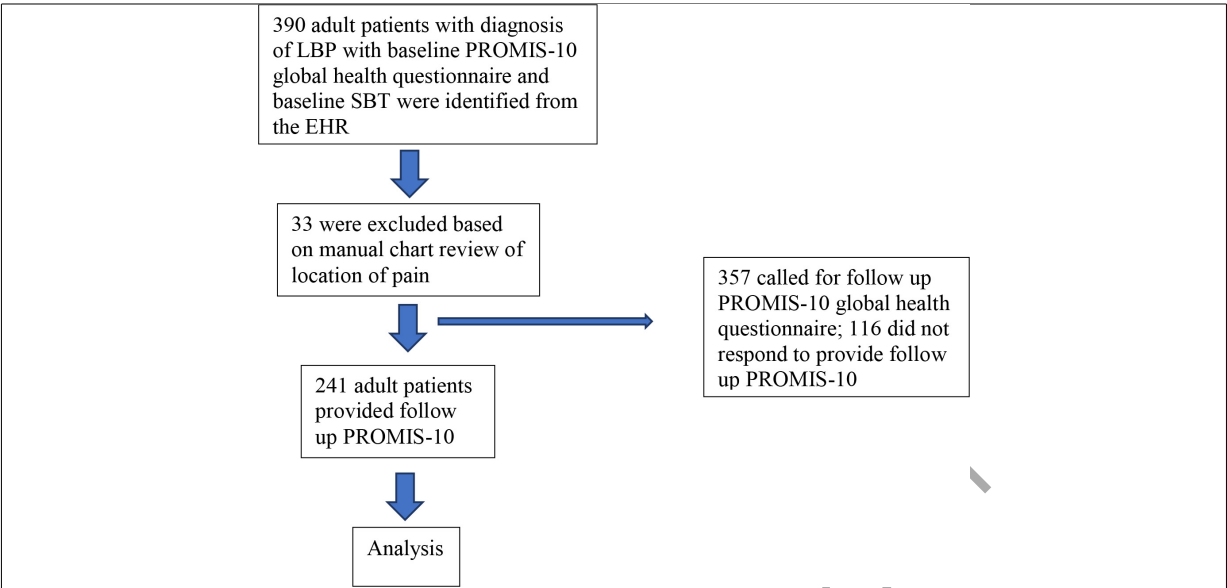 390 adult patients with diagnosis
of LBP with baseline PROMIS-10
global health questionnaire and
baseline SBT were identified from
the EHR
33 were excluded based
on manual chart review of
location of pain
357 called for follow up
PROMIS-10 global health
questionnaire; 116 did not
respond to provide follow
up PROMIS-10
241 adult patients
provided follow
up PROMIS-10
Analysis